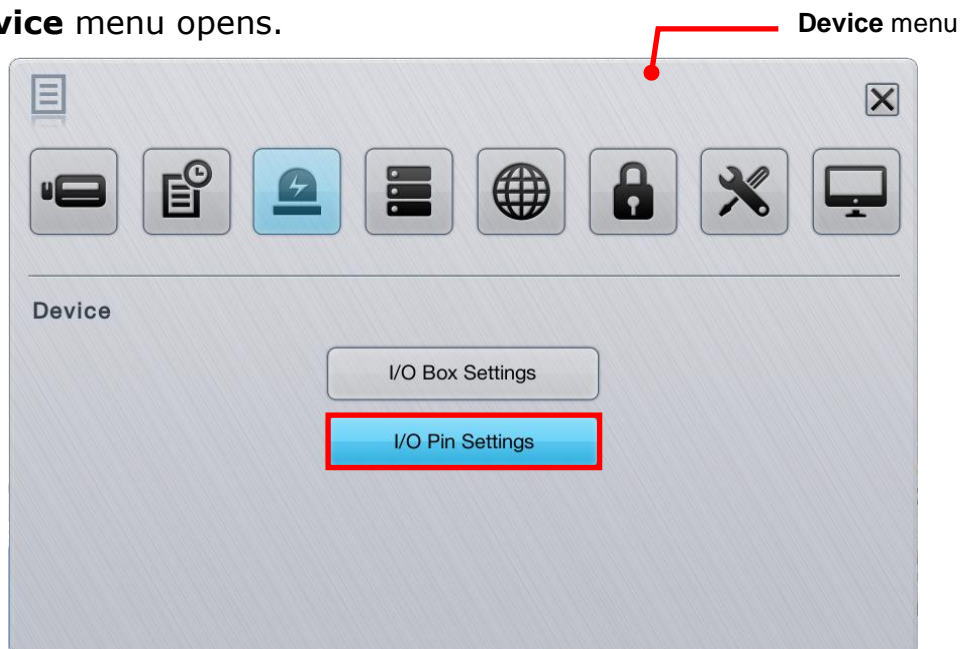 vice menu opens.
Device menu
Device
I/O Box Settings
I/O Pin Settings